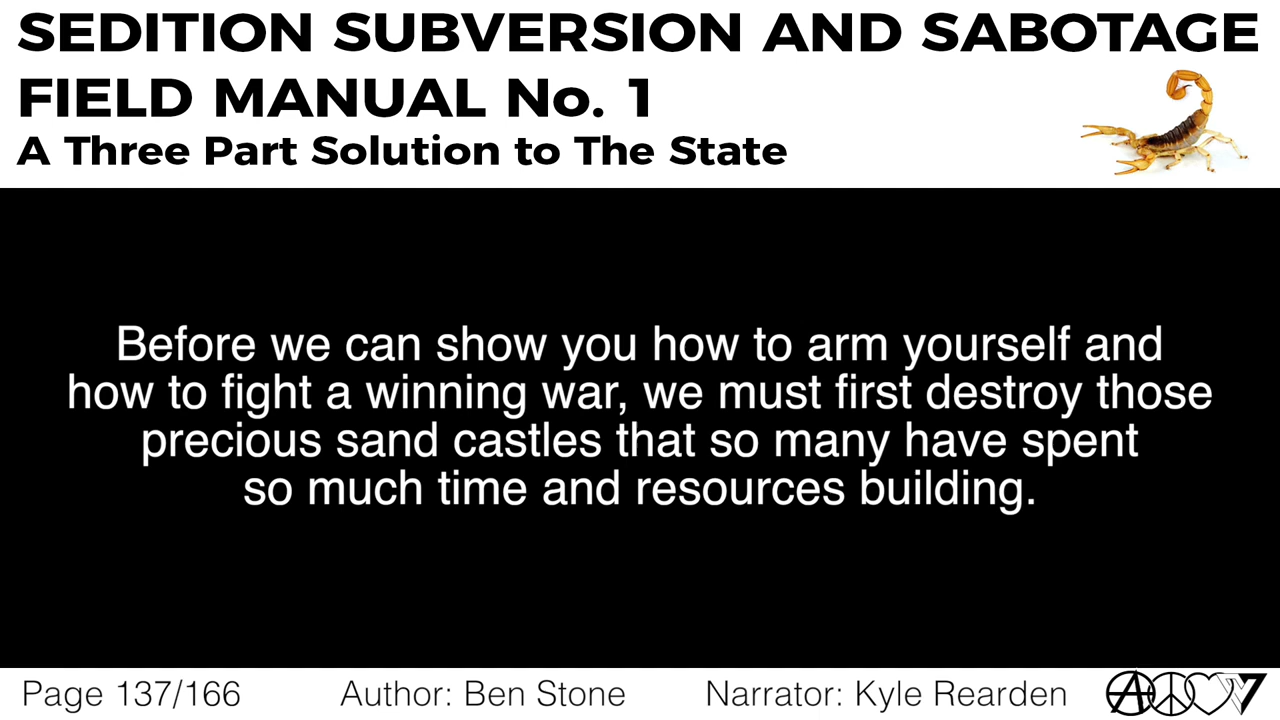 SEDITION SUBVERSION AND SABOTAGE
FIELD MANUAL No. 1
A Three Part Solution to The State
Before we can show you how to arm yourself and
how to fight a winning war, we must first destroy those
precious sand castles that so many have spent
so much time and resources building.
Page 137/166 Author: Ben Stone Narrator: Kyle Rearden